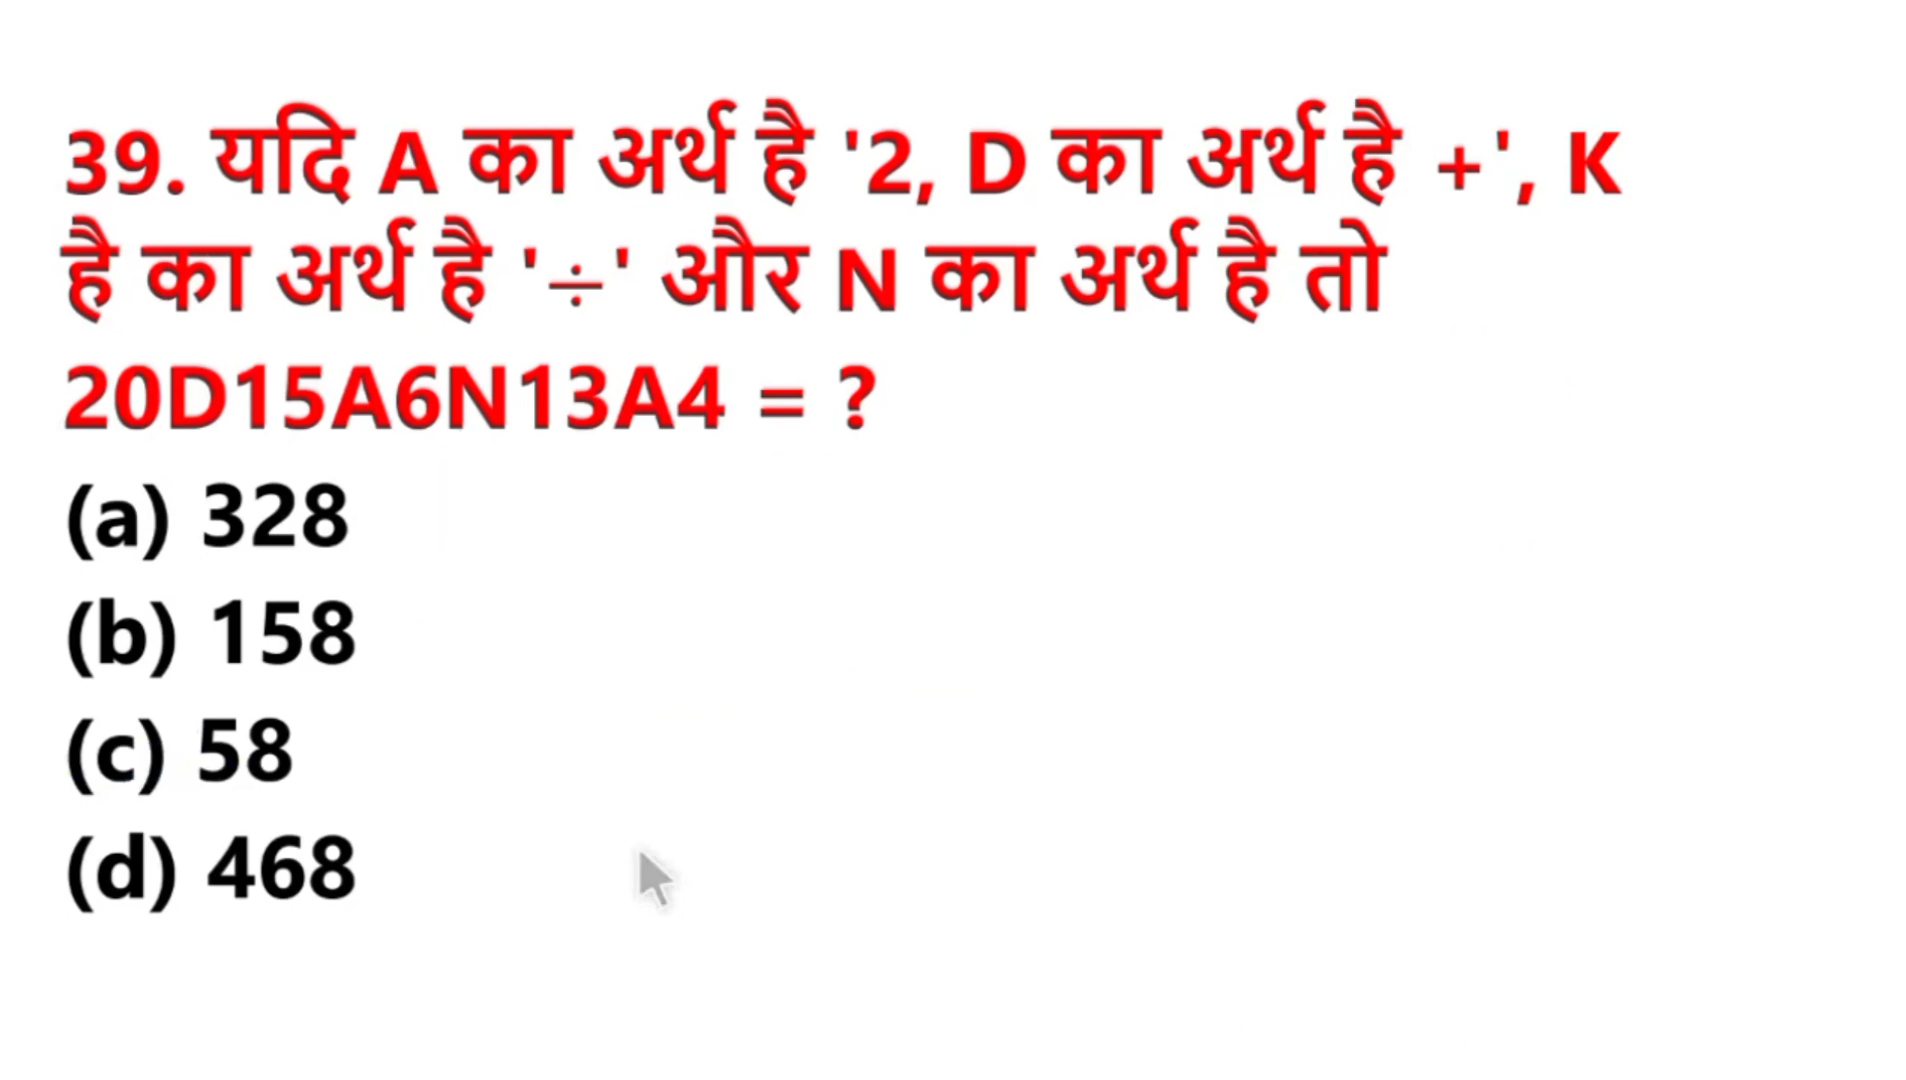 39. यदि A का अर्थ है '2, D का अर्थ है +', K
है का अर्थ है '÷' और N का अर्थ है तो
20D15A6N13A4 = ?
(a) 328
(b) 158
(c) 58
(d) 468